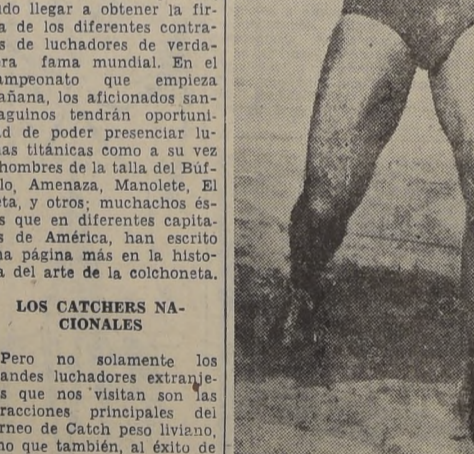 udo llegar a obtener la fir-
a de los diferentes contra-
s de luchadores de verda-
era fama mundial. En el
ampeonato que empieza
añana, los aficionados san-
aguinos tendrán oportuni-
ad de poder presenciar lu-
as titánicas como a su vez
hombres de la talla del Búf-
lo, Amenaza, Manolete, El
eta, y otros; muchachos és-
s que en diferentes capita-
s de América, han escrito
na página más en la histo-
a del arte de la colchoneta.
LOS CATCHERS NA-
CIONALES
Pero no solamente los
andes luchadores extranje-
s que nos visitan son las
racciones principales del
rneo de Catch peso liviano,
no que también, al éxito de